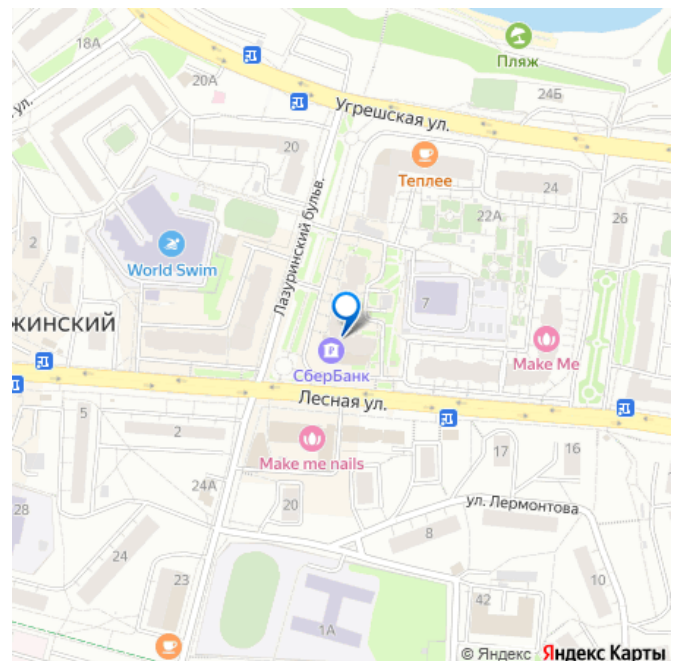 18А
Пляж
20А
24Б
ул.
Угрешская ул.
20
Теплее
24
Лазуринский бульв.
22А
26
2
World Swim
7
жинский
Make Me
СберБанк
Лесная ул.
5
2
Make me nails
17
16
24А
28
20
ул. Лермонтова
8
24
23
10
42
1А
© Яндекс Яндекс Карты